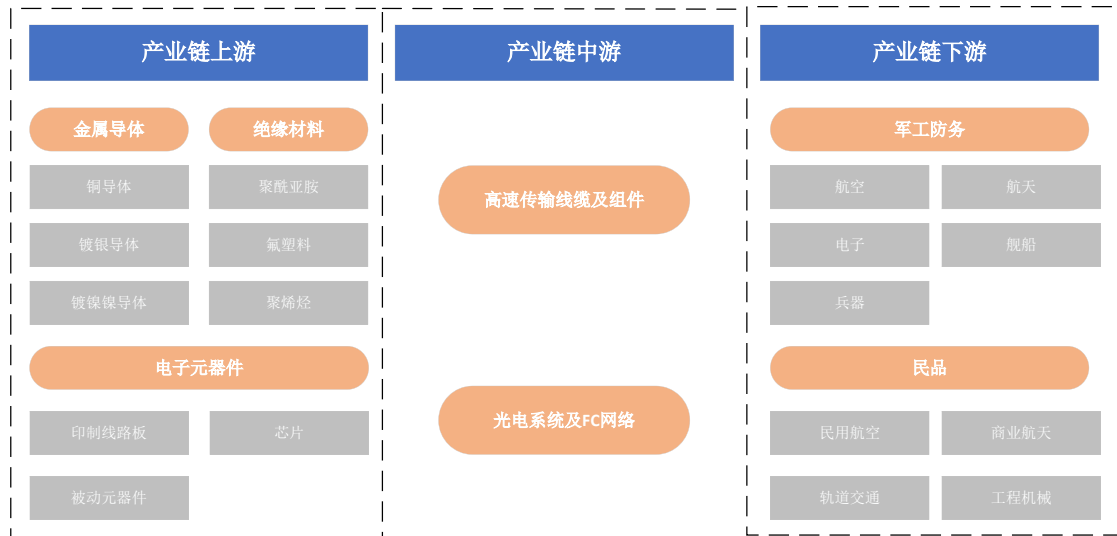 产业链上游
产业链中游
产业链下游
金属导体
绝缘材料
铜导体
聚酰亚胺
镀银导体
氟塑料
镀镍镍导体
聚烯烃
电子元器件
印制线路板
芯片
被动元器件
高速传输线缆及组件
光电系统及FC网络
军工防务
航空
航天
电子
舰船
兵器
民品
民用航空
商业航天
轨道交通
工程机械